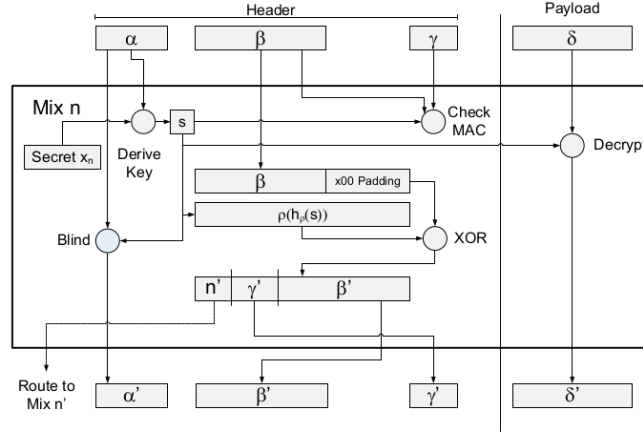 Header
Payload
α
β
γ
δ
Mix n
s
Check
MAC
Secret xn
Derive
Key
Decrypt
β
x00 Padding
ρ(hρ(s))
Blind
XOR
n’
γ’
β’
Route to
Mix n’
α’
β’
γ’
δ’